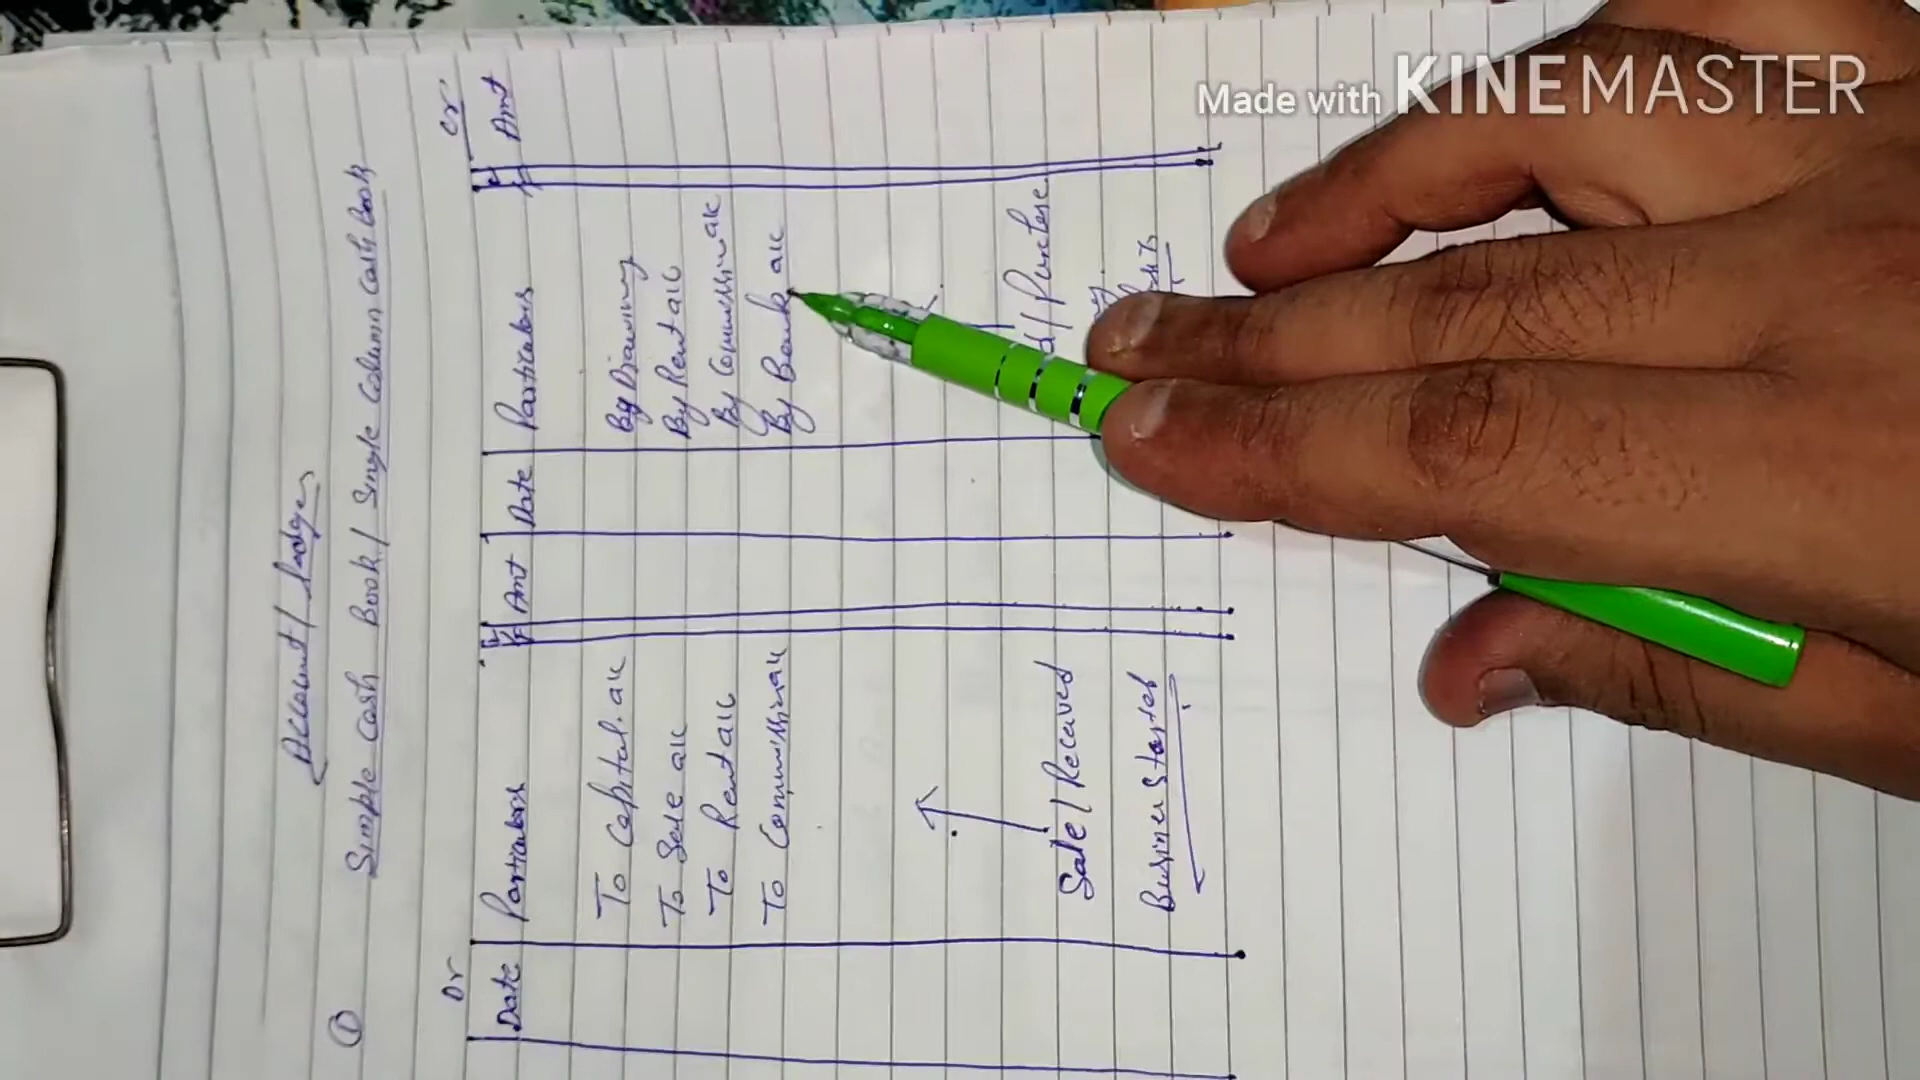 Made with KINEMASTER
Account / Ledger
① Simple Cash Book / Single Column Cash Book
Dr Cr
Date Particulars Amt Date Particulars Amt
To Capital. a/c By Drawing
To Sale a/c By Rent a/c
To Rent a/c By Commission a/c
To Commission a/c By Bank a/c
Sale / Received d / Purchase.
Business Started